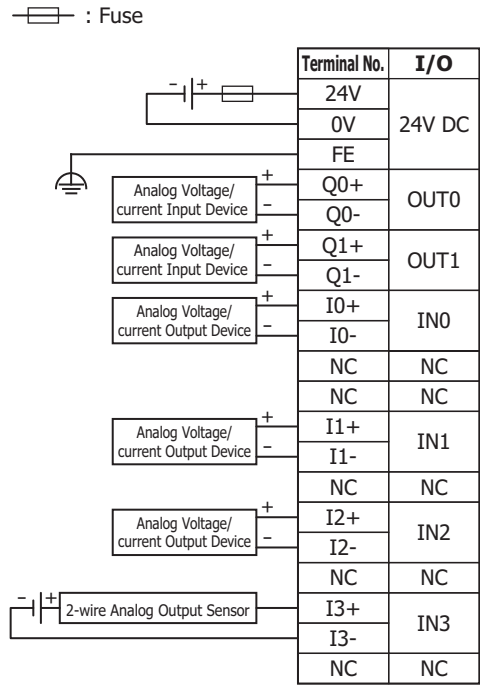 : Fuse
Terminal No. I/O
- + 24V
0V 24V DC
FE
Analog Voltage/
current Input Device
+ Q0+
- Q0-
OUT0
Analog Voltage/
current Input Device
+ Q1+
- Q1-
OUT1
Analog Voltage/
current Output Device
+ I0+
- I0-
IN0
NC NC
NC NC
Analog Voltage/
current Output Device
+ I1+
- I1-
IN1
NC NC
Analog Voltage/
current Output Device
+ I2+
- I2-
IN2
NC NC
- + 2-wire Analog Output Sensor I3+
I3-
IN3
NC NC